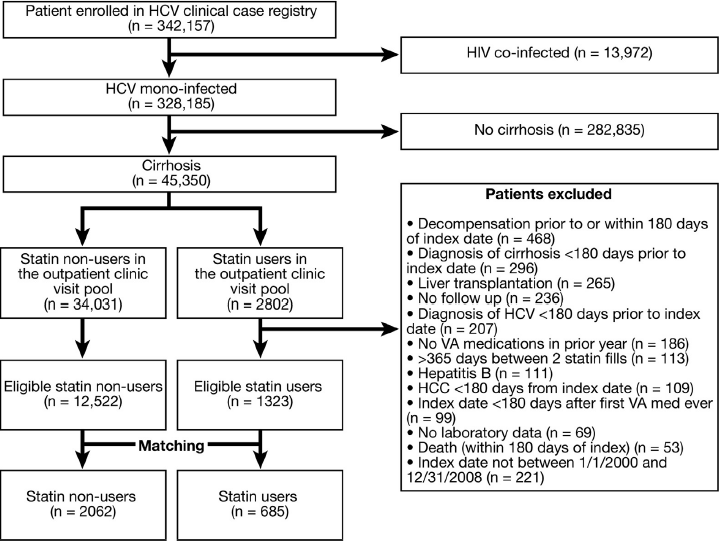 Patient enrolled in HCV clinical case registry
(n = 342,157)
HIV co-infected (n = 13,972)
HCV mono-infected
(n = 328,185)
No cirrhosis (n = 282,835)
Cirrhosis
(n = 45,350)
Statin non-users in
the outpatient clinic
visit pool
(n = 34,031)
Statin users in
the outpatient clinic
visit pool
(n = 2802)
Patients excluded
• Decompensation prior to or within 180 days
of index date (n = 468)
• Diagnosis of cirrhosis <180 days prior to
index date (n = 296)
• Liver transplantation (n = 265)
• No follow up (n = 236)
• Diagnosis of HCV <180 days prior to index
date (n = 207)
• No VA medications in prior year (n = 186)
• >365 days between 2 statin fills (n = 113)
• Hepatitis B (n = 111)
• HCC <180 days from index date (n = 109)
• Index date <180 days after first VA med ever
(n = 99)
• No laboratory data (n = 69)
• Death (within 180 days of index) (n = 53)
• Index date not between 1/1/2000 and
12/31/2008 (n = 221)
Eligible statin non-users
(n = 12,522)
Eligible statin users
(n = 1323)
Matching
Statin non-users
(n = 2062)
Statin users
(n = 685)